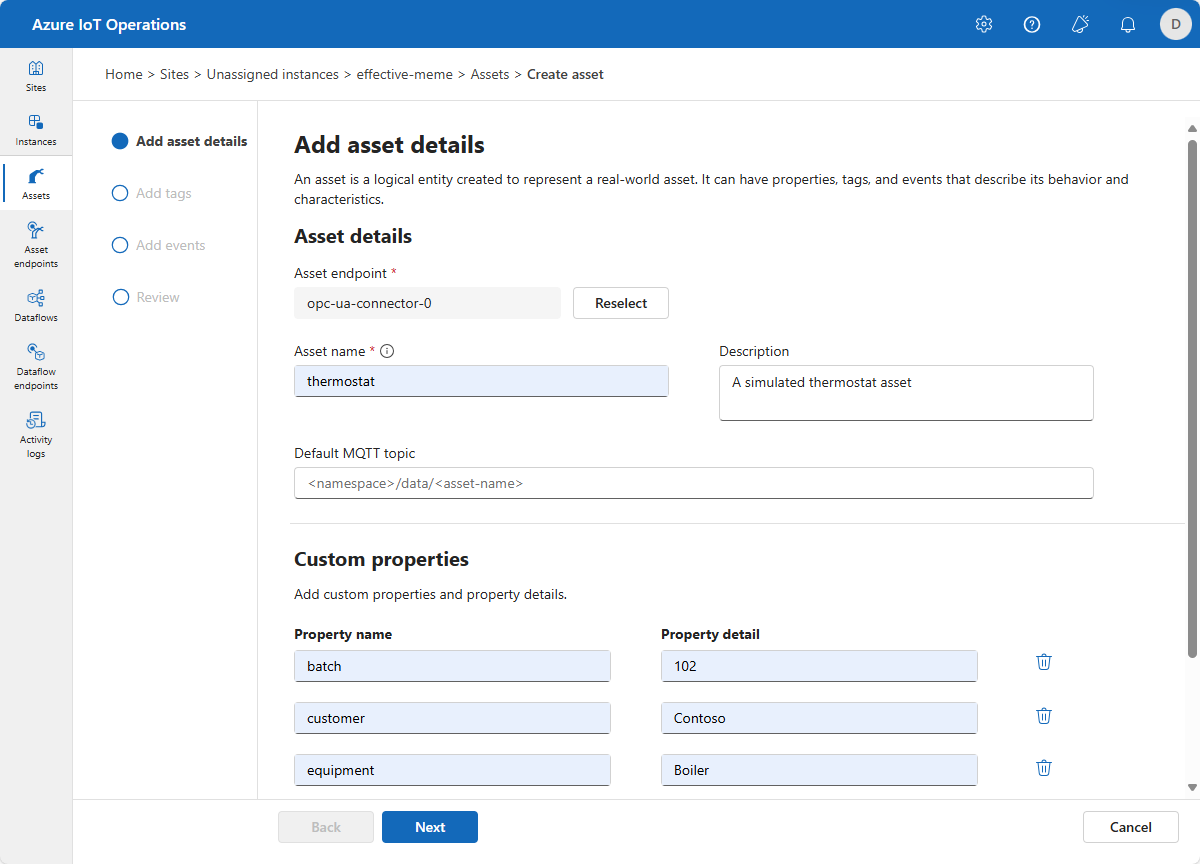 Azure IoT Operations
D
Sites
Instances
Assets
Asset
endpoints
Dataflows
Dataflow
endpoints
Activity
logs
Home > Sites > Unassigned instances > effective-meme > Assets > Create asset
Add asset details
Add tags
Add events
Review
Add asset details
An asset is a logical entity created to represent a real-world asset. It can have properties, tags, and events that describe its behavior and
characteristics.
Asset details
Asset endpoint *
opc-ua-connector-0
Reselect
Asset name *
Description
thermostat
A simulated thermostat asset
Default MQTT topic
<namespace>/data/<asset-name>
Custom properties
Add custom properties and property details.
Property name
Property detail
batch
102
customer
Contoso
equipment
Boiler
Back
Next
Cancel